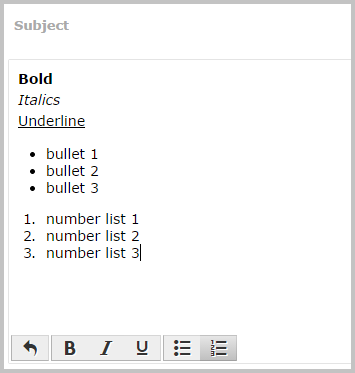 Subject
Bold
Italics
Underline
• bullet 1
• bullet 2
• bullet 3
1. number list 1
2. number list 2
3. number list 3
B I U